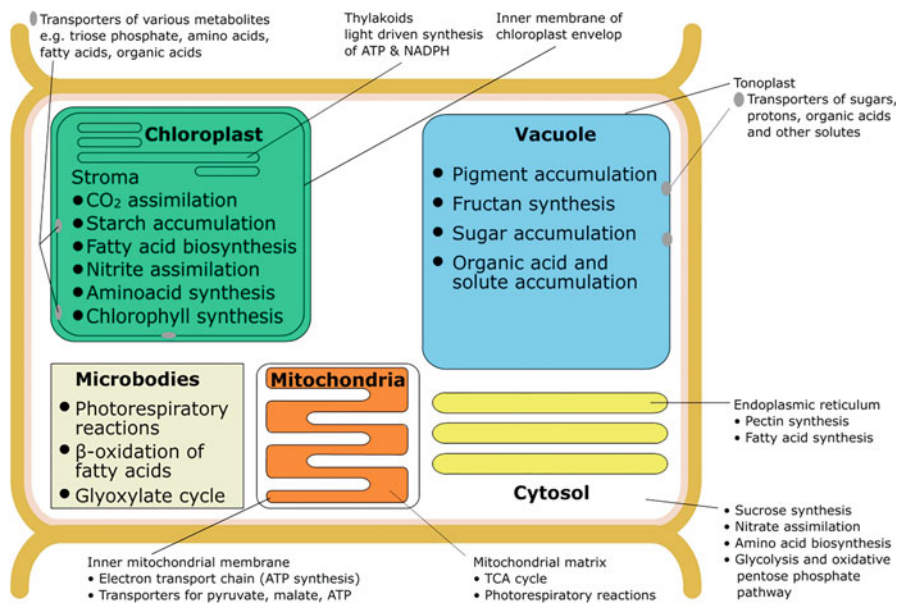 Transporters of various metabolites
e.g. triose phosphate, amino acids,
fatty acids, organic acids
Thylakoids
light driven synthesis
of ATP & NADPH
Inner membrane of
chloroplast envelop
Tonoplast
Transporters of sugars,
protons, organic acids
and other solutes
Chloroplast
Stroma
● CO₂ assimilation
● Starch accumulation
● Fatty acid biosynthesis
● Nitrite assimilation
● Aminoacid synthesis
● Chlorophyll synthesis
Vacuole
● Pigment accumulation
● Fructan synthesis
● Sugar accumulation
● Organic acid and
solute accumulation
Microbodies
● Photorespiratory
reactions
● β-oxidation of
fatty acids
● Glyoxylate cycle
Mitochondria
Endoplasmic reticulum
• Pectin synthesis
• Fatty acid synthesis
Cytosol
• Sucrose synthesis
• Nitrate assimilation
• Amino acid biosynthesis
• Glycolysis and oxidative
pentose phosphate
pathway
Inner mitochondrial membrane
• Electron transport chain (ATP synthesis)
• Transporters for pyruvate, malate, ATP
Mitochondrial matrix
• TCA cycle
• Photorespiratory reactions